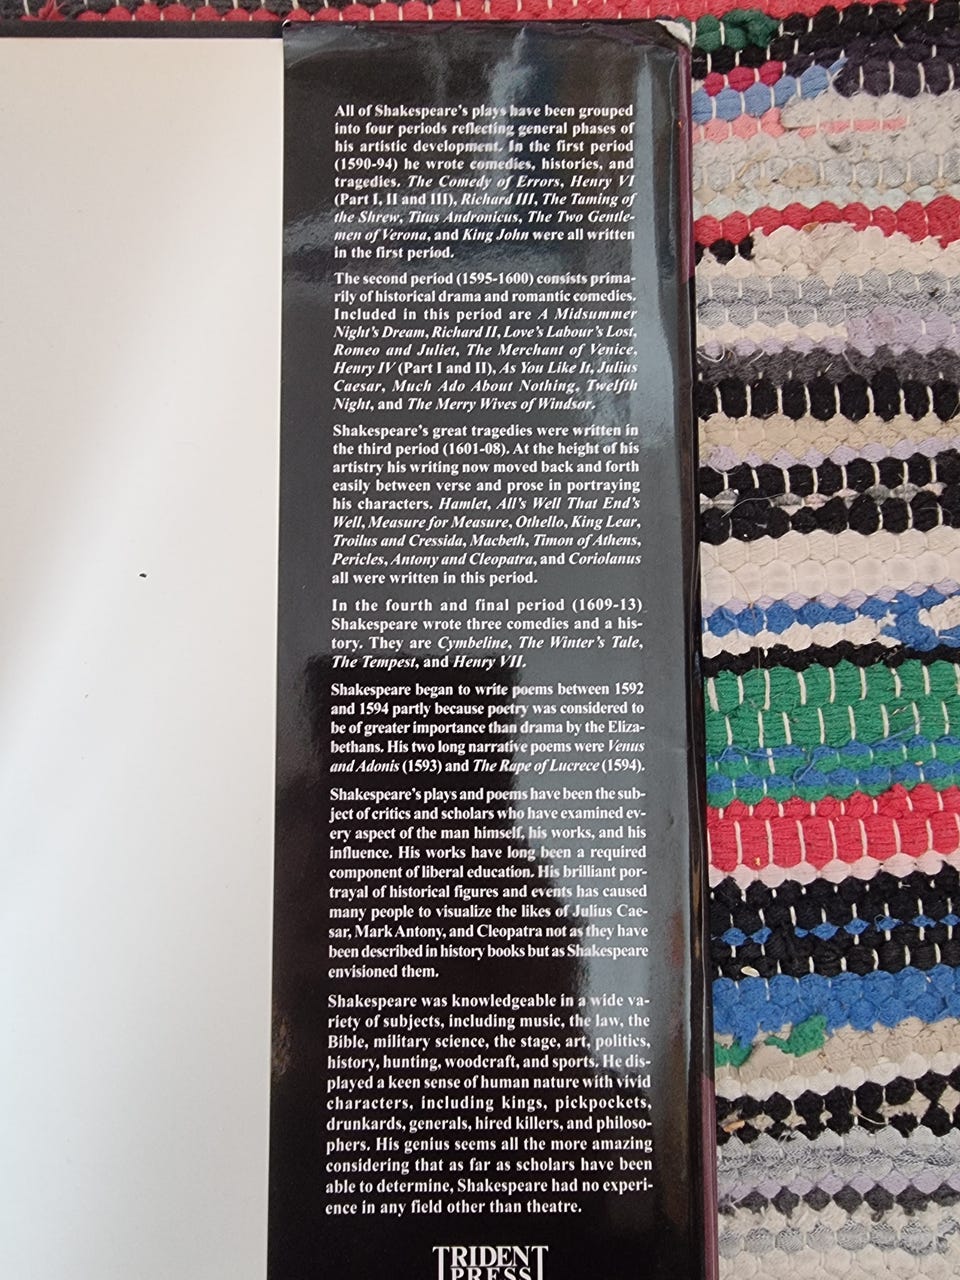 All of Shakespeare's plays have been grouped
into four periods reflecting general phases of
his artistic development. In the first period
(1590-94) he wrote comedies, histories, and
tragedies. The Comedy of Errors, Henry VI
(Part I, II and III), Richard III, The Taming of
the Shrew, Titus Andronicus, The Two Gentle-
men of Verona, and King John were all written
in the first period.
The second period (1595-1600) consists prima-
rily of historical drama and romantic comedies.
Included in this period are A Midsummer
Night's Dream, Richard II, Love's Labour's Lost,
Romeo and Juliet, The Merchant of Venice,
Henry IV (Part I and II), As You Like It, Julius
Caesar, Much Ado About Nothing, Twelfth
Night, and The Merry Wives of Windsor.
Shakespeare's great tragedies were written in
the third period (1601-08). At the height of his
artistry his writing now moved back and forth
easily between verse and prose in portraying
his characters. Hamlet, All's Well That End's
Well, Measure for Measure, Othello, King Lear,
Troilus and Cressida, Macbeth, Timon of Athens,
Pericles, Antony and Cleopatra, and Coriolanus
all were written in this period.
In the fourth and final period (1609-13)
Shakespeare wrote three comedies and a his-
tory. They are Cymbeline, The Winter's Tale,
The Tempest, and Henry VII.
Shakespeare began to write poems between 1592
and 1594 partly because poetry was considered to
be of greater importance than drama by the Eliza-
bethans. His two long narrative poems were Venus
and Adonis (1593) and The Rape of Lucrece (1594).
Shakespeare's plays and poems have been the sub-
ject of critics and scholars who have examined ev-
ery aspect of the man himself, his works, and his
influence. His works have long been a required
component of liberal education. His brilliant por-
trayal of historical figures and events has caused
many people to visualize the likes of Julius Cae-
sar, Mark Antony, and Cleopatra not as they have
been described in history books but as Shakespeare
envisioned them.
Shakespeare was knowledgeable in a wide va-
riety of subjects, including music, the law, the
Bible, military science, the stage, art, politics,
history, hunting, woodcraft, and sports. He dis-
played a keen sense of human nature with vivid
characters, including kings, pickpockets,
drunkards, generals, hired killers, and philoso-
phers. His genius seems all the more amazing
considering that as far as scholars have been
able to determine, Shakespeare had no experi-
ence in any field other than theatre.
TRIDENT
PRESS